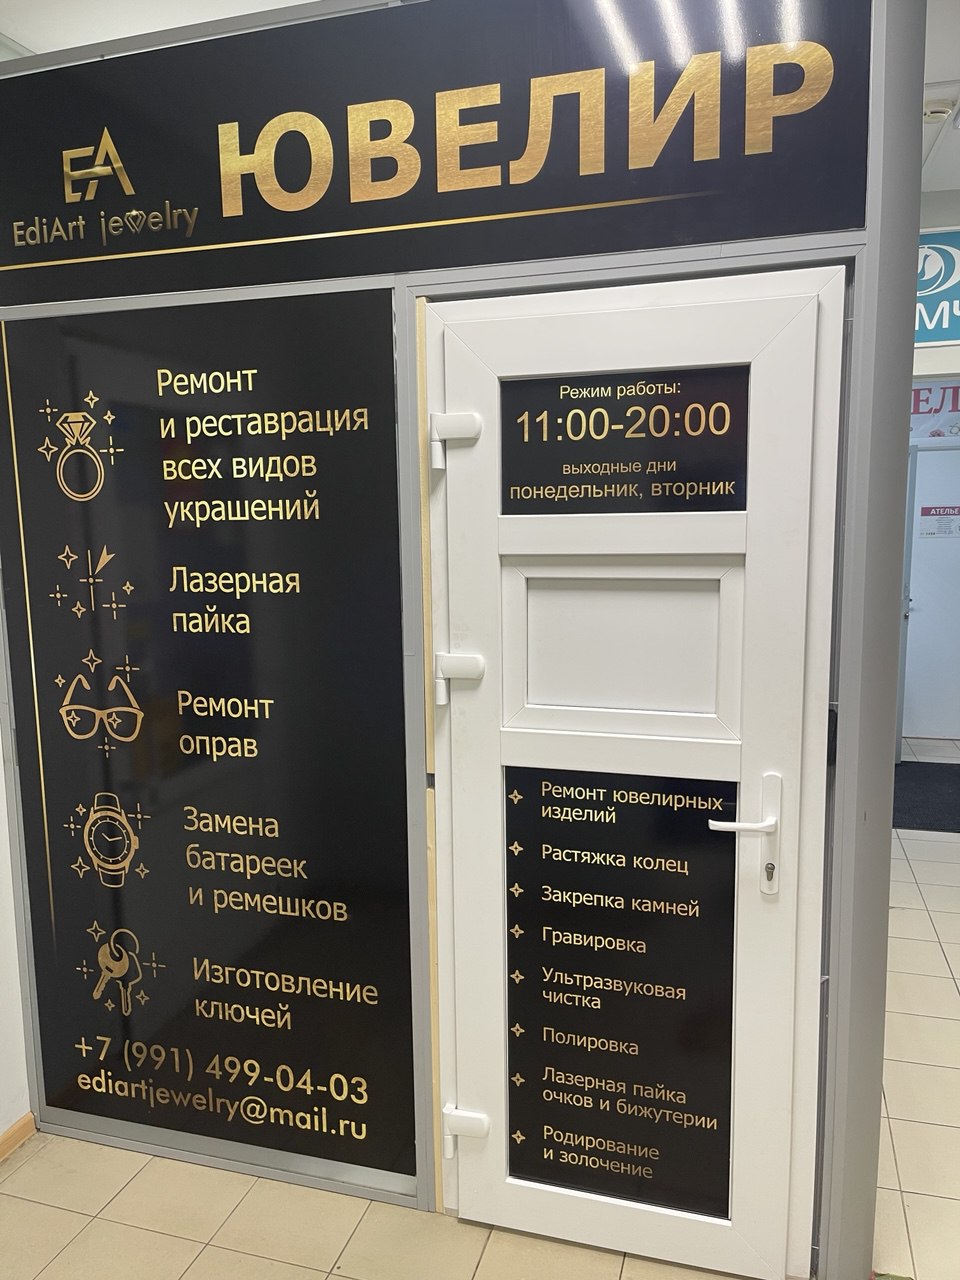 ЮВЕЛИР
EA
EdiArt jewelry
Ремонт
и реставрация
всех видов
украшений
Лазерная
пайка
Ремонт
оправ
Замена
батареек
и ремешков
Изготовление
ключей
+7 (991) 499-04-03
ediartjewelry@mail.ru
Режим работы:
11:00-20:00
выходные дни
понедельник, вторник
Ремонт ювелирных
изделий
Растяжка колец
Закрепка камней
Гравировка
Ультразвуковая
чистка
Полировка
Лазерная пайка
очков и бижутерии
Родирование
и золочение
АТЕЛЬЕ